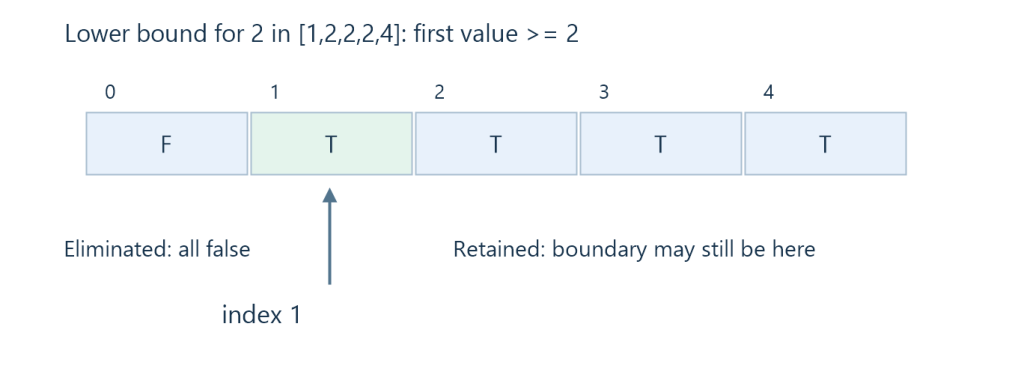 Lower bound for 2 in [1,2,2,2,4]: first value >= 2
0 1 2 3 4
F T T T T
Eliminated: all false
Retained: boundary may still be here
index 1